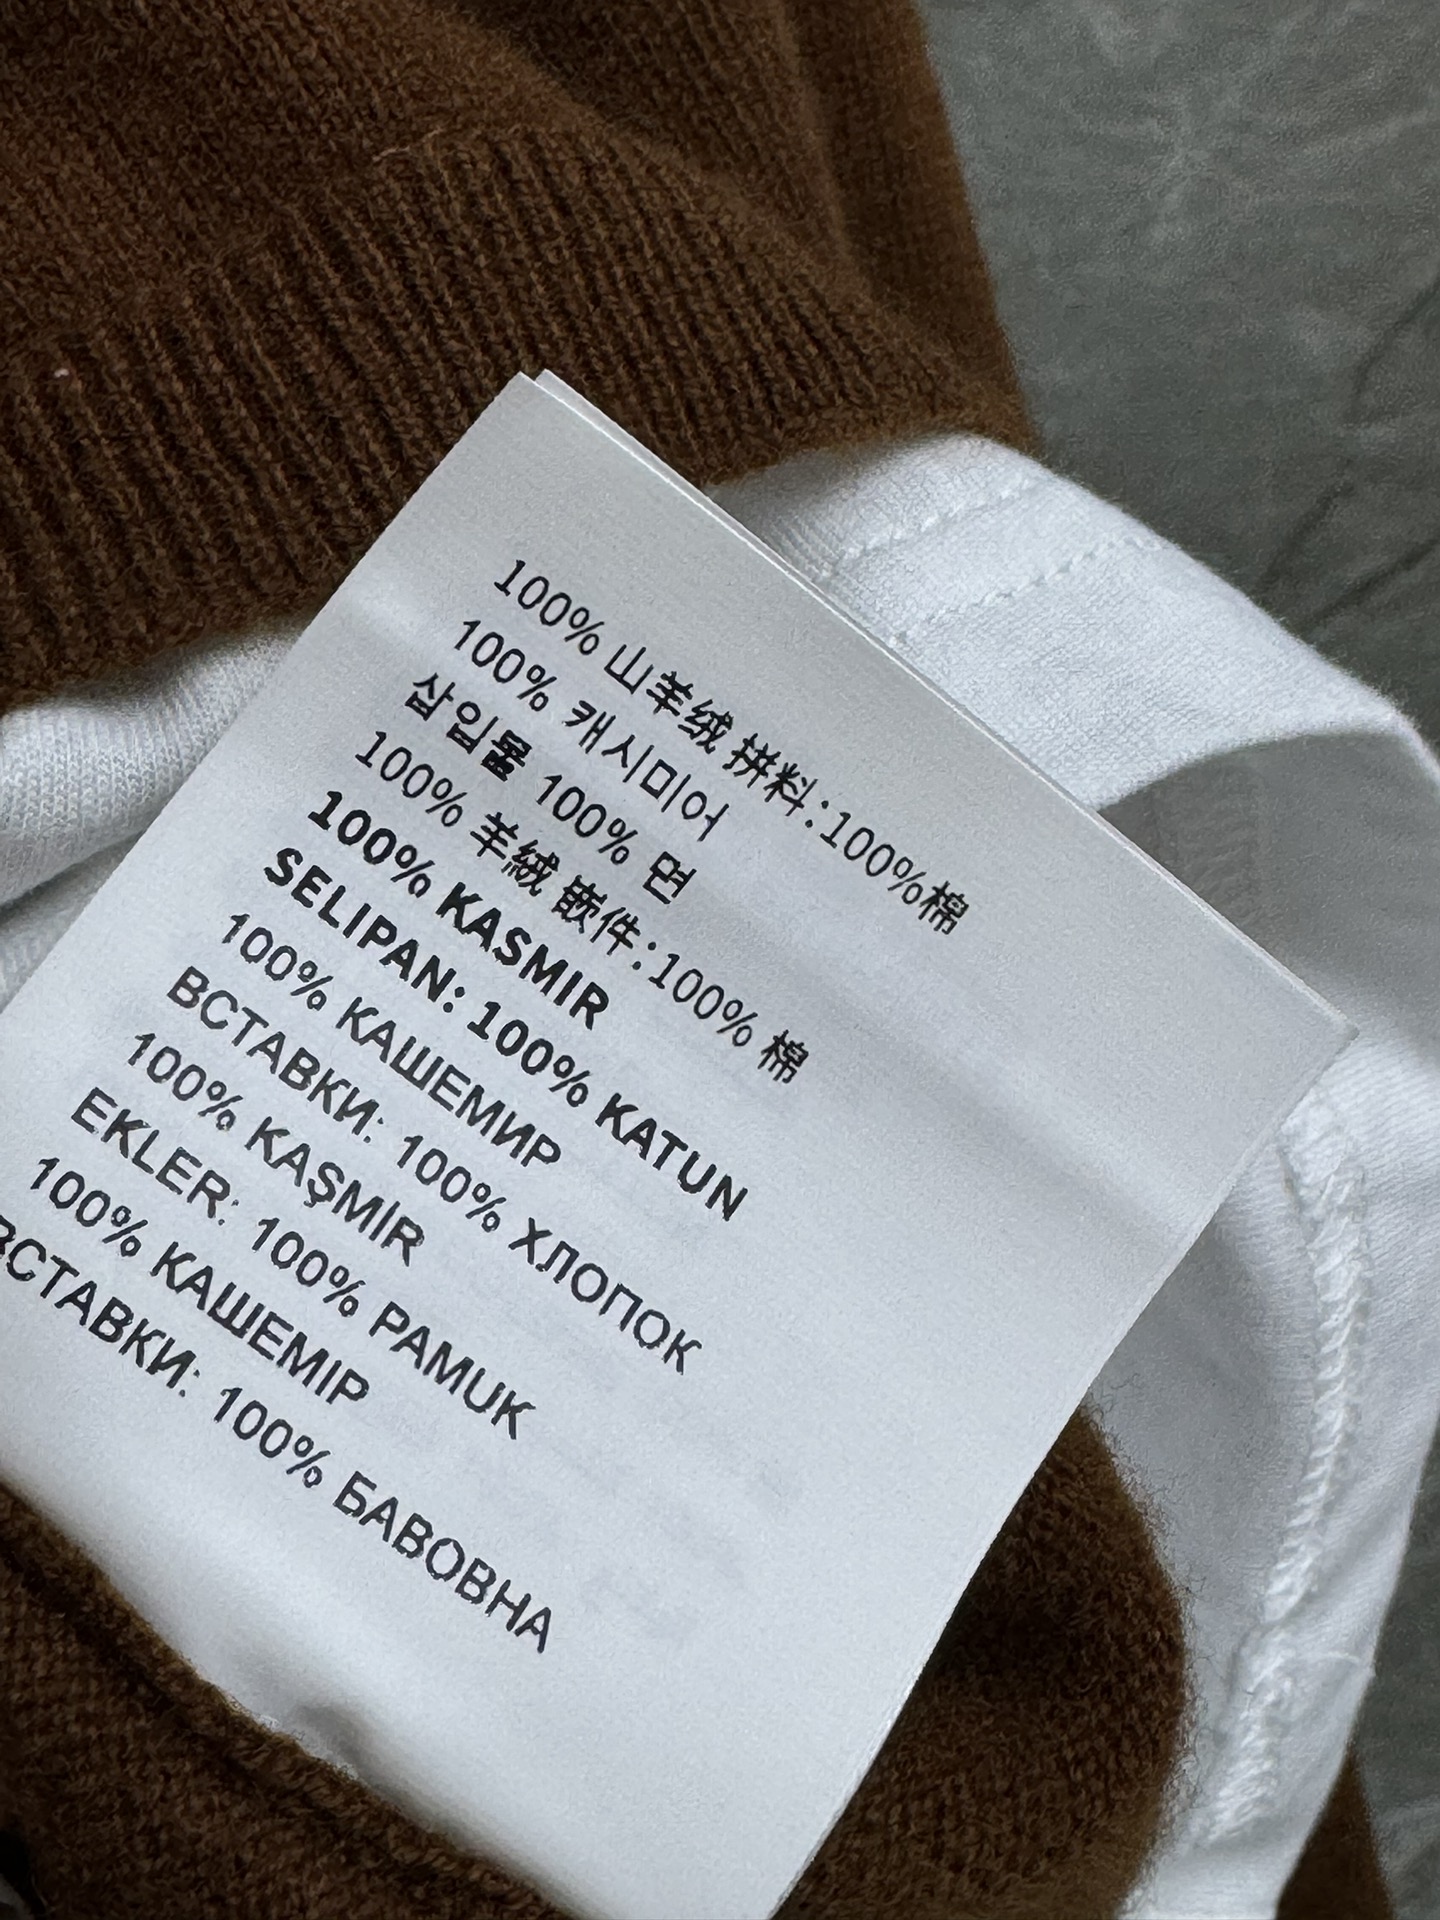 100% 山羊绒 拼料:100%棉
100% 캐시미어
삽입물 100% 면
100% 羊絨 嵌件:100% 棉
100% KASMIR
SELIPAN: 100% KATUN
100% КАШЕМИР
ВСТАВКИ: 100% ХЛОПОК
100% KAŞMİR
EKLER: 100% PAMUK
100% КАШЕМІР
ВСТАВКИ: 100% БАВОВНА